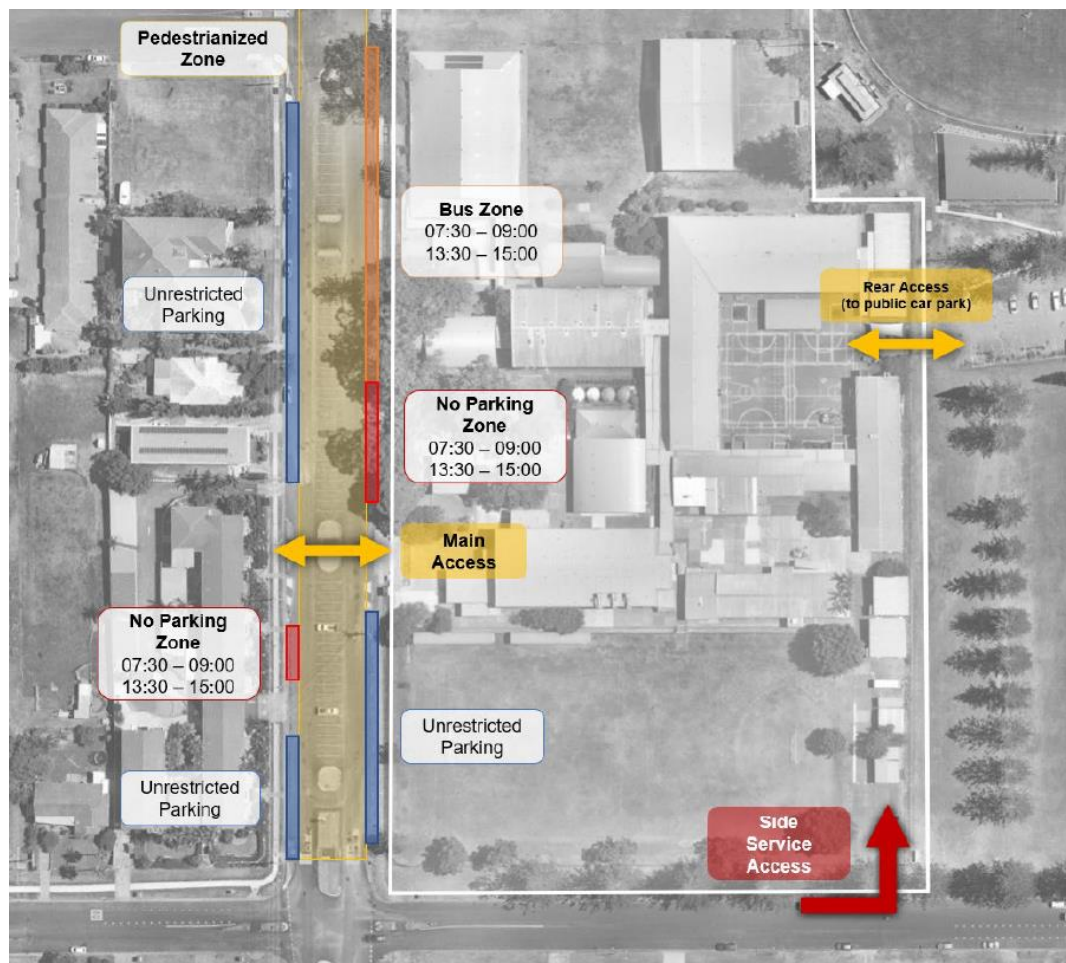 Pedestrianized
Zone
Bus Zone
07:30 – 09:00
13:30 – 15:00
Unrestricted
Parking
Rear Access
(to public car park)
No Parking
Zone
07:30 – 09:00
13:30 – 15:00
Main
Access
No Parking
Zone
07:30 – 09:00
13:30 – 15:00
Unrestricted
Parking
Unrestricted
Parking
Side
Service
Access